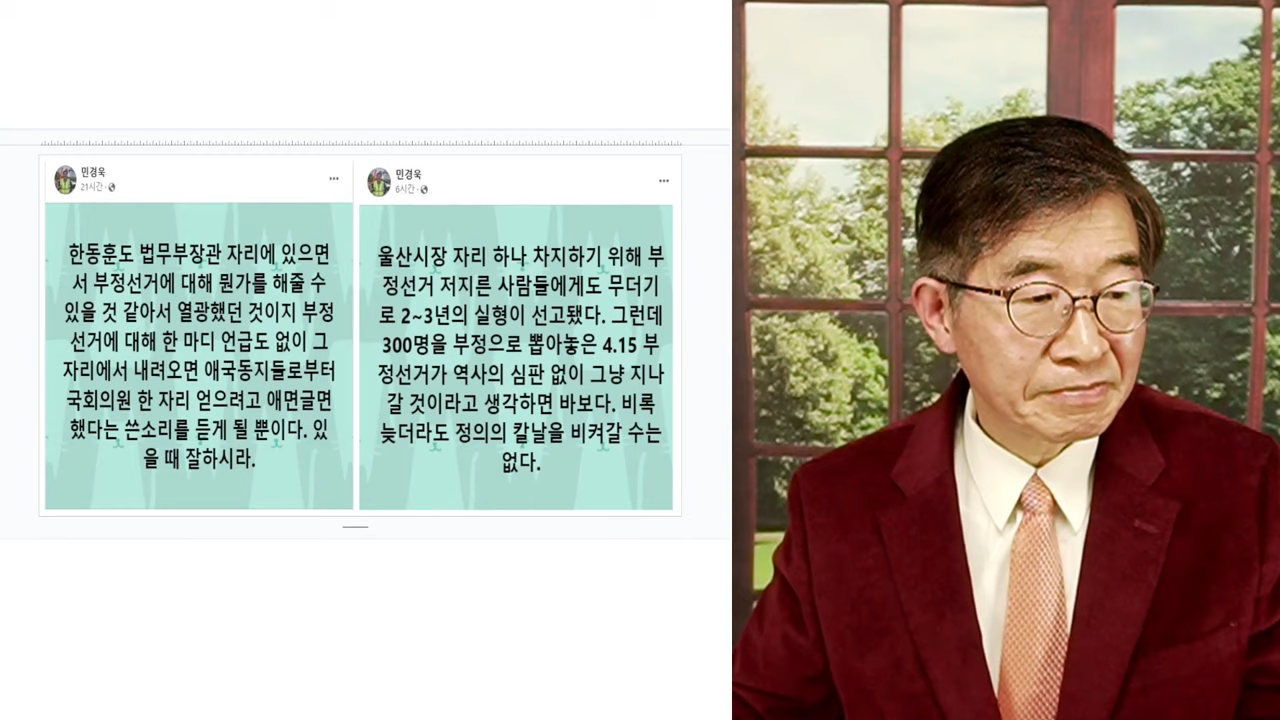 민경욱
21시간
한동훈도 법무부장관 자리에 있으면
서 부정선거에 대해 뭔가를 해줄 수
있을 것 같아서 열광했던 것이지 부정
선거에 대해 한 마디 언급도 없이 그
자리에서 내려오면 애국동지들로부터
국회의원 한 자리 얻으려고 애면글면
했다는 쓴소리를 듣게 될 뿐이다. 있
을 때 잘하시라.
민경욱
6시간
울산시장 자리 하나 차지하기 위해 부
정선거 저지른 사람들에게도 무더기
로 2~3년의 실형이 선고됐다. 그런데
300명을 부정으로 뽑아놓은 4.15 부
정선거가 역사의 심판 없이 그냥 지나
갈 것이라고 생각하면 바보다. 비록
늦더라도 정의의 칼날을 비켜갈 수는
없다.